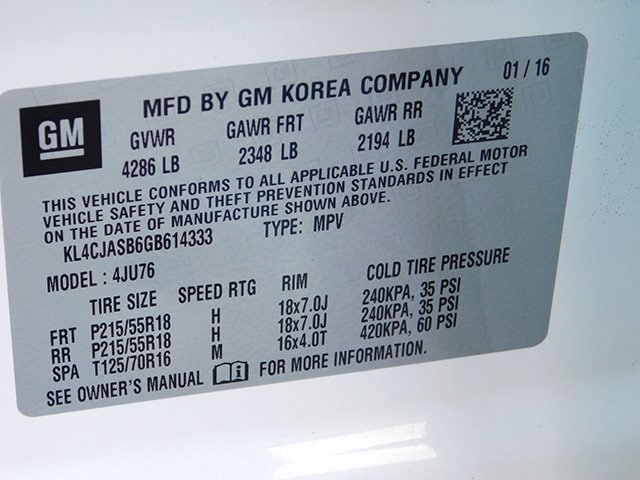 GM
MFD BY GM KOREA COMPANY 01 / 16
GVWR GAWR FRT GAWR RR
4286 LB 2348 LB 2194 LB
THIS VEHICLE CONFORMS TO ALL APPLICABLE U.S. FEDERAL MOTOR
VEHICLE SAFETY AND THEFT PREVENTION STANDARDS IN EFFECT
ON THE DATE OF MANUFACTURE SHOWN ABOVE.
KL4CJASB6GB614333 TYPE: MPV
MODEL : 4JU76
TIRE SIZE SPEED RTG RIM COLD TIRE PRESSURE
FRT P215/55R18 H 18x7.0J 240KPA, 35 PSI
RR P215/55R18 H 18x7.0J 240KPA, 35 PSI
SPA T125/70R16 M 16x4.0T 420KPA, 60 PSI
SEE OWNER'S MANUAL FOR MORE INFORMATION.